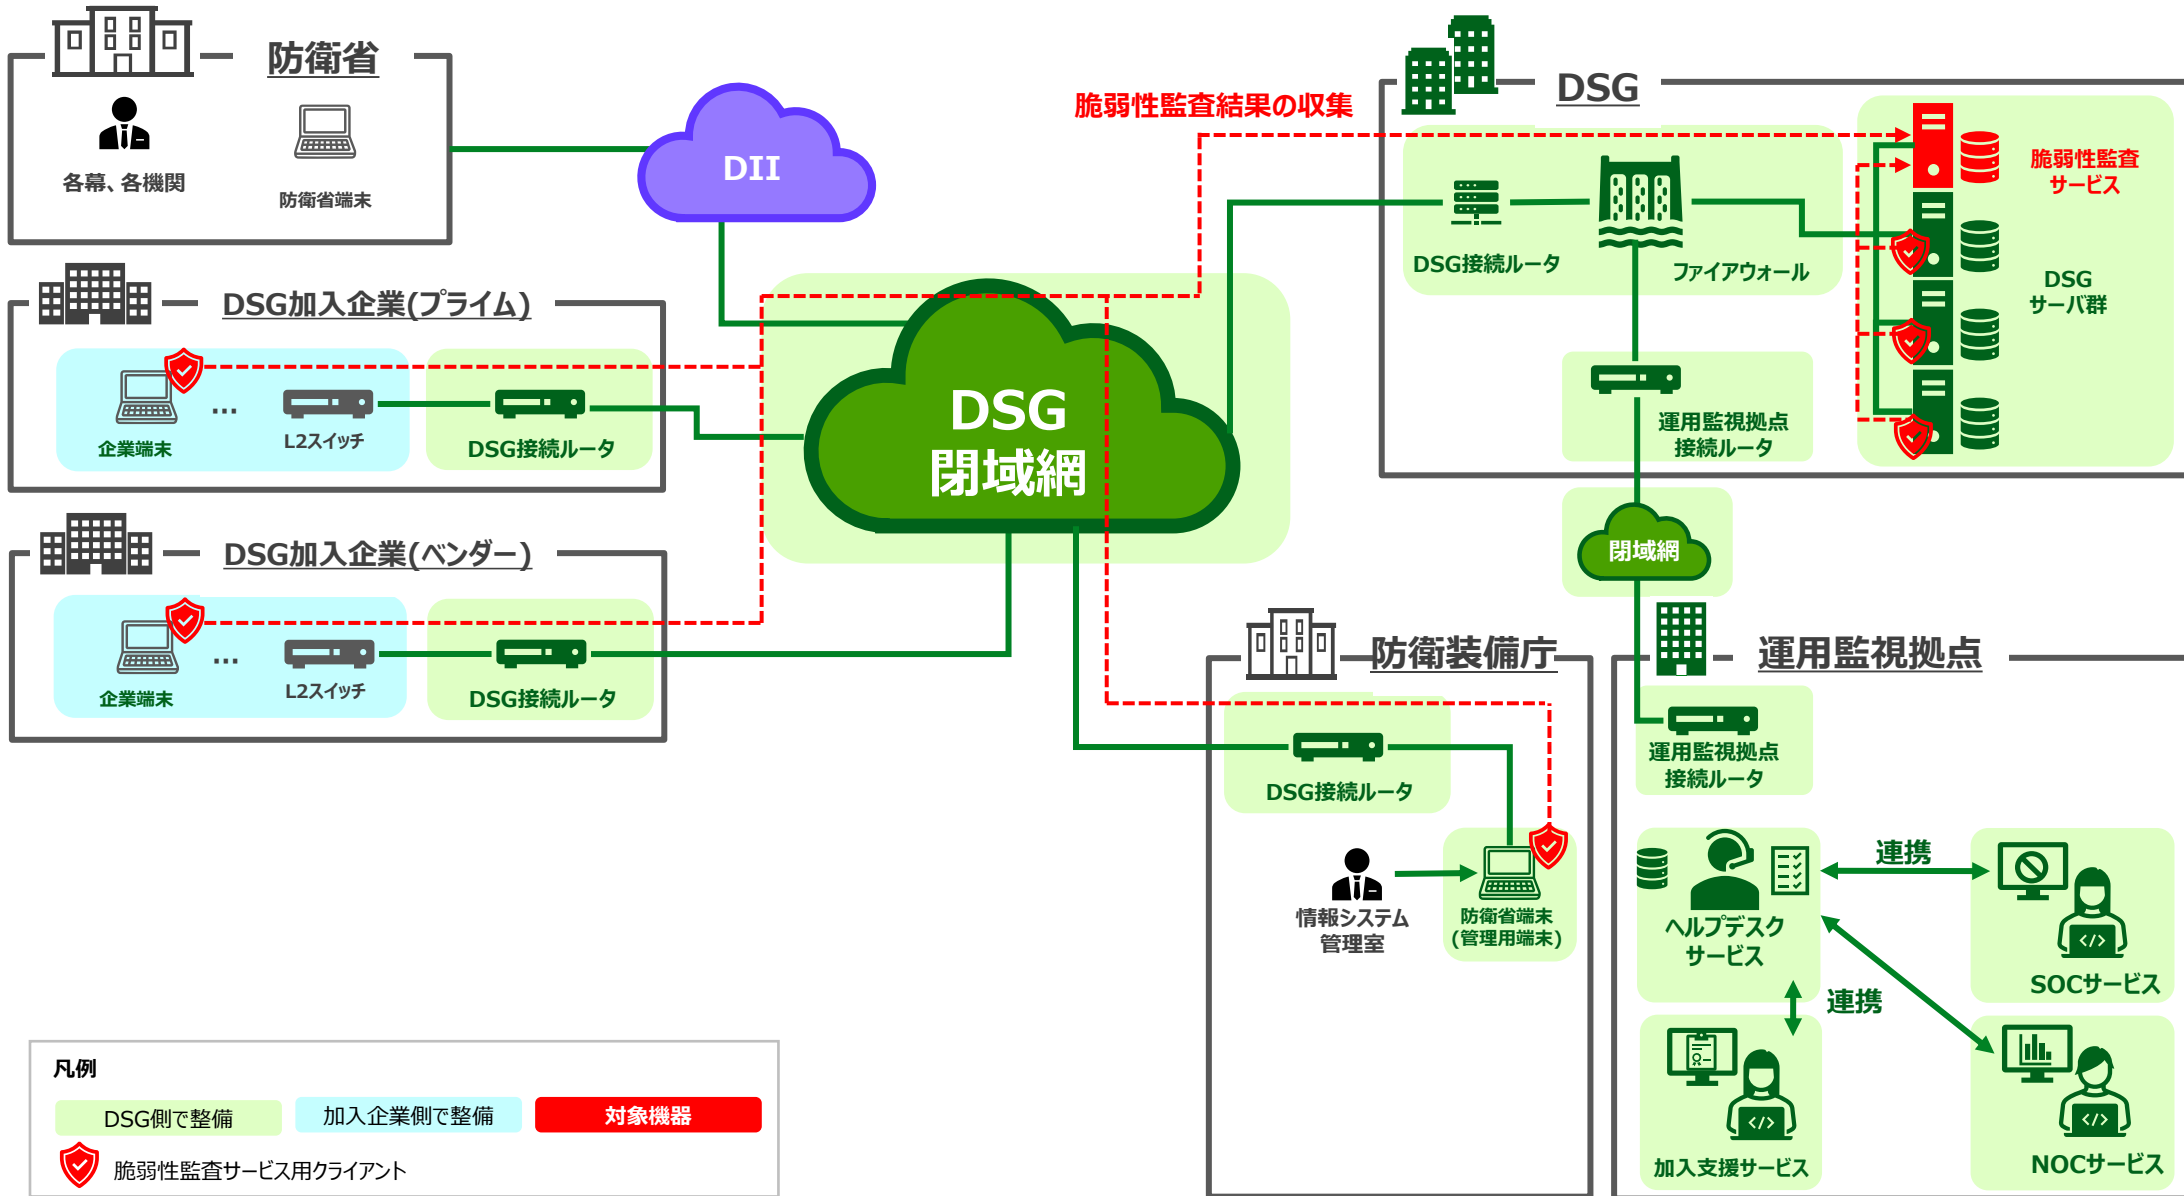 防衛省
各幕、各機関
防衛省端末
DII
DSG加入企業(プライム)
企業端末
...
L2スイッチ
DSG接続ルータ
DSG加入企業(ベンダー)
企業端末
...
L2スイッチ
DSG接続ルータ
DSG
閉域網
脆弱性監査結果の収集
DSG
DSG接続ルータ
ファイアウォール
脆弱性監査
サービス
DSG
サーバ群
運用監視拠点
接続ルータ
閉域網
防衛装備庁
DSG接続ルータ
情報システム
管理室
防衛省端末
(管理用端末)
運用監視拠点
運用監視拠点
接続ルータ
ヘルプデスク
サービス
連携
SOCサービス
連携
加入支援サービス
NOCサービス
凡例
DSG側で整備
加入企業側で整備
対象機器
脆弱性監査サービス用クライアント